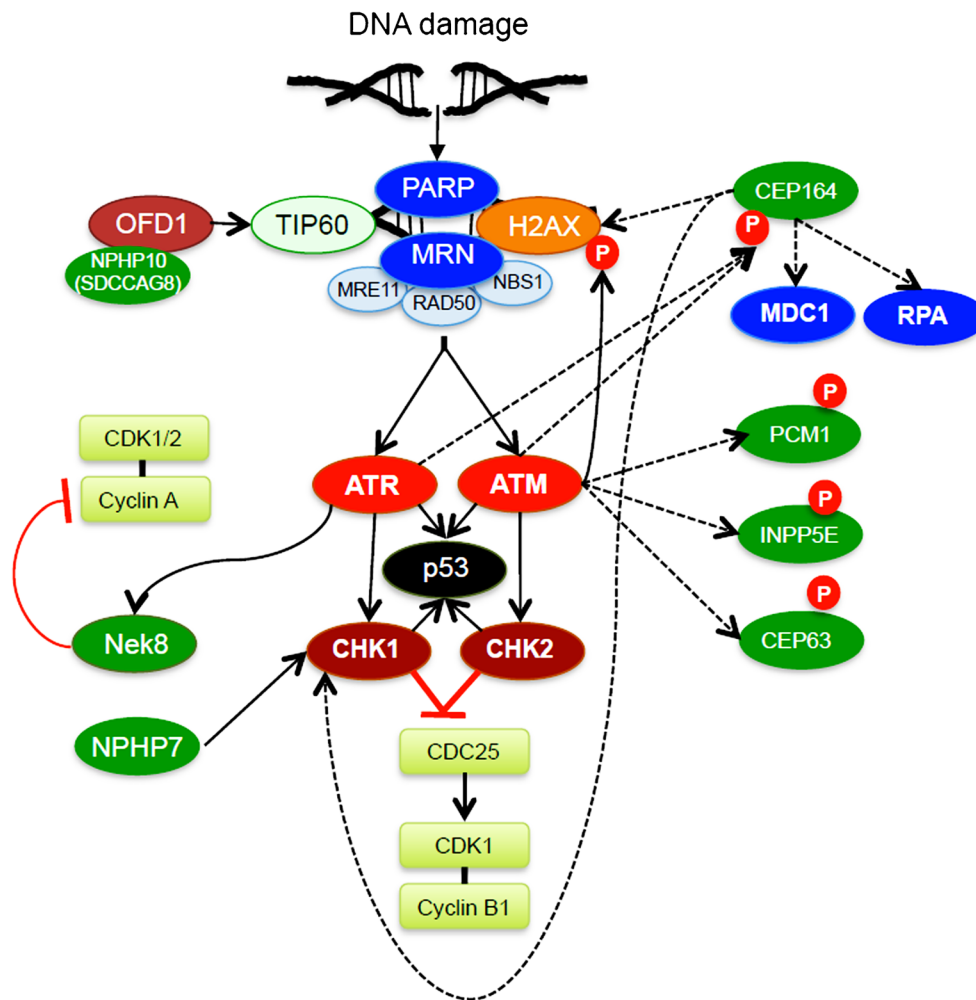 DNA damage
PARP
CEP164
OFD1
TIP60
H2AX
P
P
NPHP10
(SDCCAG8)
MRN
MRE11
RAD50
NBS1
MDC1
RPA
P
CDK1/2
PCM1
Cyclin A
ATR
ATM
P
INPP5E
p53
P
Nek8
CHK1
CHK2
CEP63
NPHP7
CDC25
CDK1
Cyclin B1